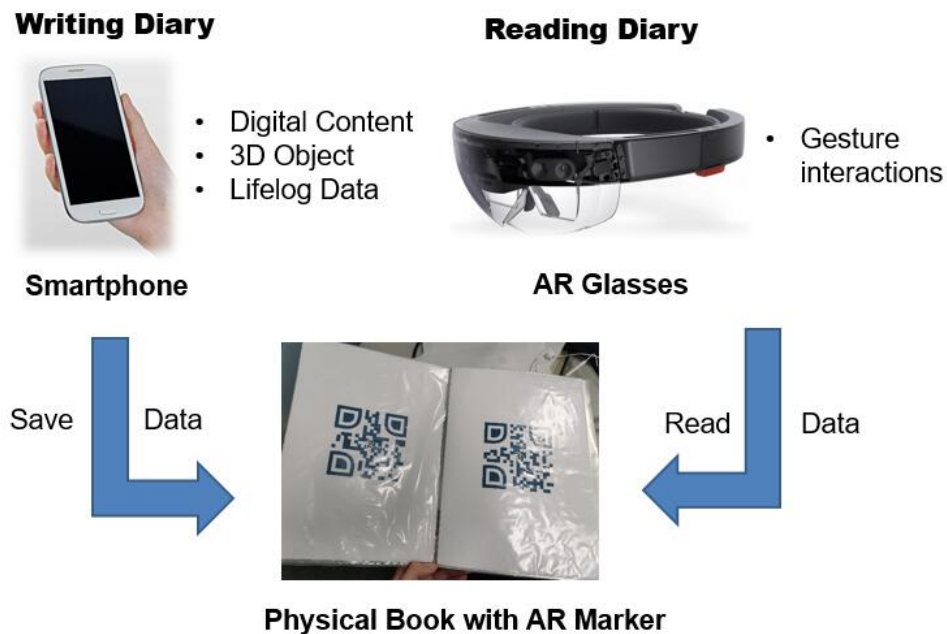 Writing Diary
Reading Diary
• Digital Content
• 3D Object
• Lifelog Data
• Gesture
interactions
Smartphone
AR Glasses
Save
Data
Read
Data
Physical Book with AR Marker